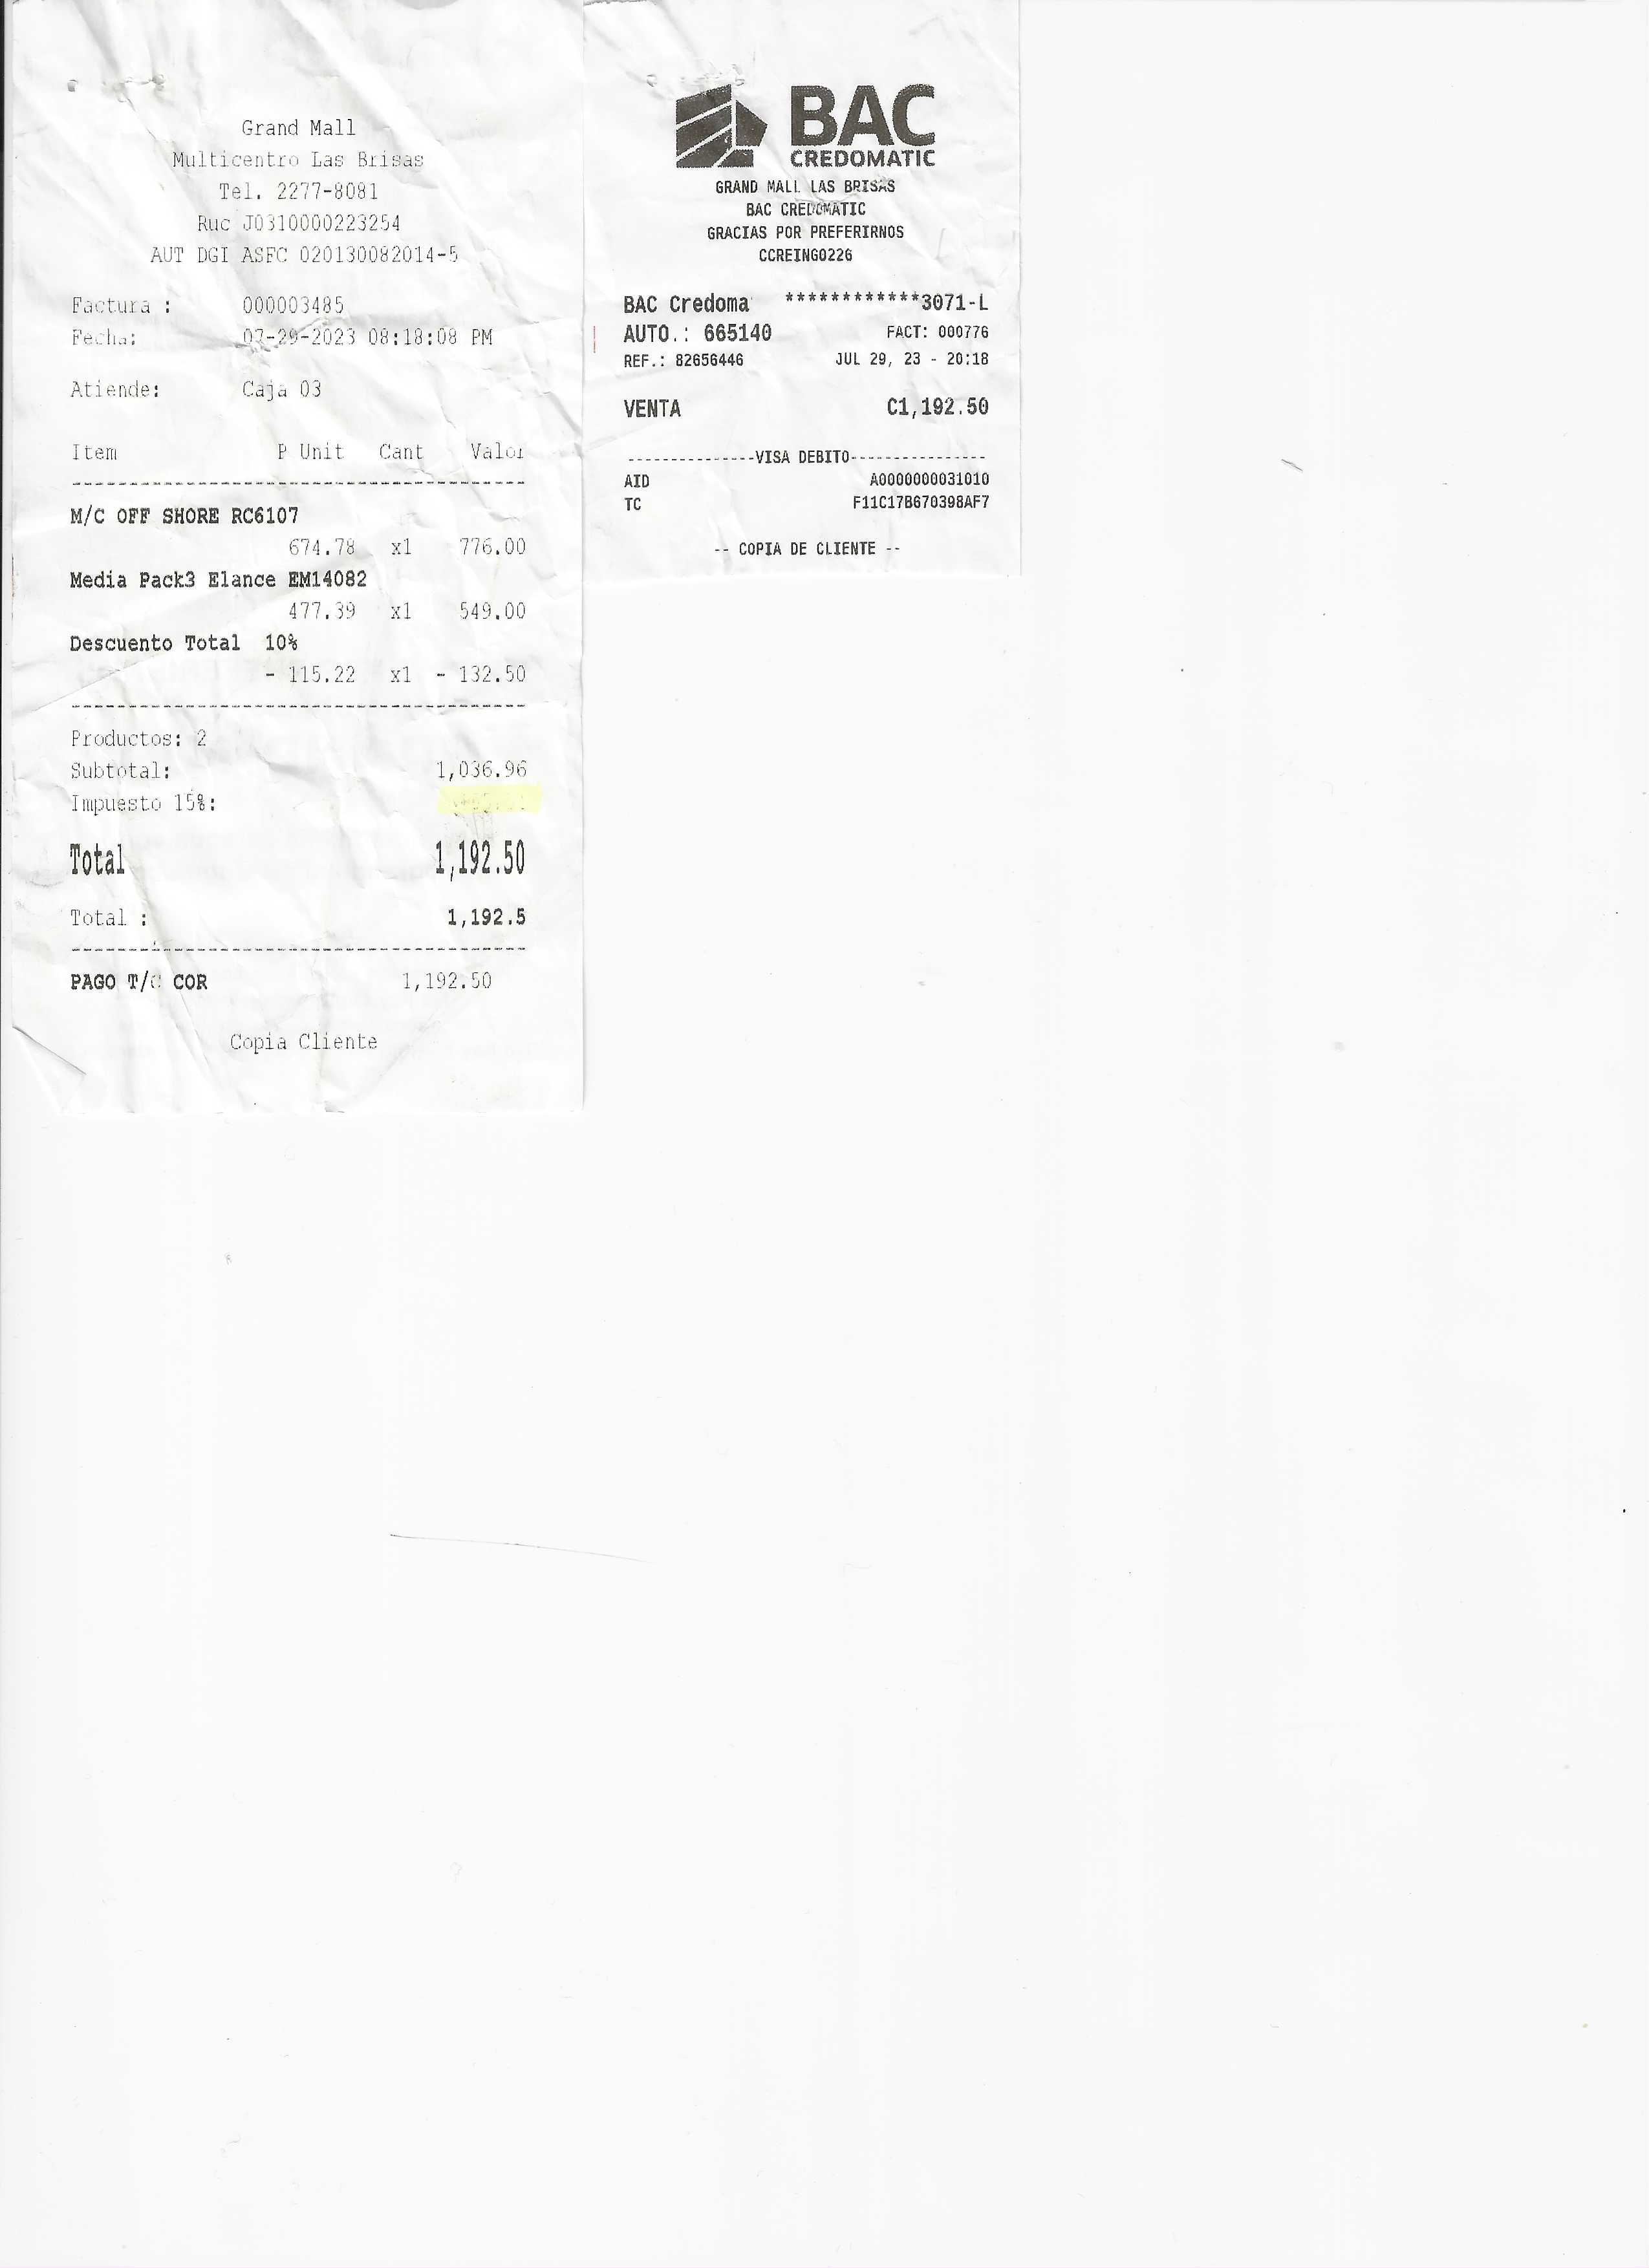 Grand Mall
Multicentro Las Brisas
Tel. 2277-8081
Ruc J0310000223254
AUT DGI ASFC 020130082014-5
Factura : 000003485
Fecha: 07-29-2023 08:18:08 PM
Atiende: Caja 03
Item P Unit Cant Valor
----------------------------------------
M/C OFF SHORE RC6107
674.78 x1 776.00
Media Pack3 Elance EM14082
477.39 x1 549.00
Descuento Total 10%
- 115.22 x1 - 132.50
----------------------------------------
Productos: 2
Subtotal: 1,036.96
Impuesto 15%:
Total 1,192.50
Total : 1,192.5
----------------------------------------
PAGO T/C COR 1,192.50
Copia Cliente
BAC
CREDOMATIC
GRAND MALL LAS BRISAS
BAC CREDOMATIC
GRACIAS POR PREFERIRNOS
CCREING0226
BAC Credoma ************3071-L
AUTO.: 665140 FACT: 000776
REF.: 82656446 JUL 29, 23 - 20:18
VENTA C1,192.50
---------------VISA DEBITO----------------
AID A0000000031010
TC F11C17B670398AF7
-- COPIA DE CLIENTE --